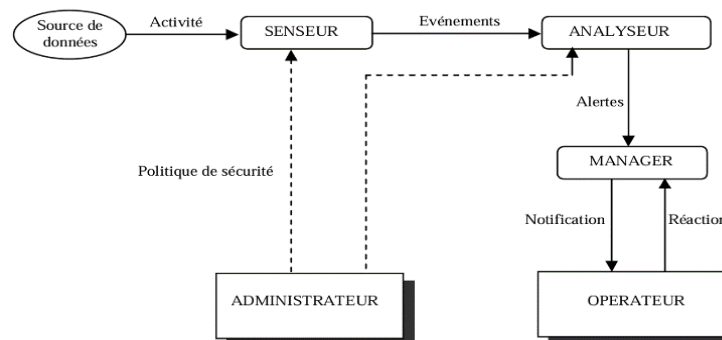 Source de
données
Activité
SENSEUR
Evénements
ANALYSEUR
Alertes
Politique de sécurité
MANAGER
Notification
Réaction
ADMINISTRATEUR
OPERATEUR